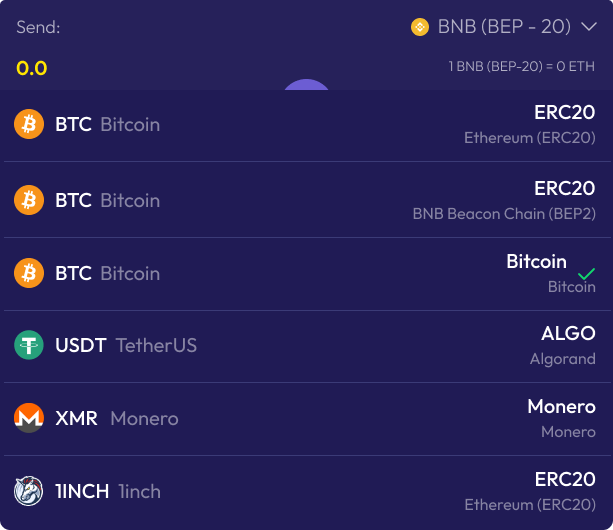 Send:
BNB (BEP - 20)
0.0
1 BNB (BEP-20) = 0 ETH
BTC Bitcoin
ERC20
Ethereum (ERC20)
BTC Bitcoin
ERC20
BNB Beacon Chain (BEP2)
BTC Bitcoin
Bitcoin
Bitcoin
USDT TetherUS
ALGO
Algorand
XMR Monero
Monero
Monero
1INCH 1inch
ERC20
Ethereum (ERC20)